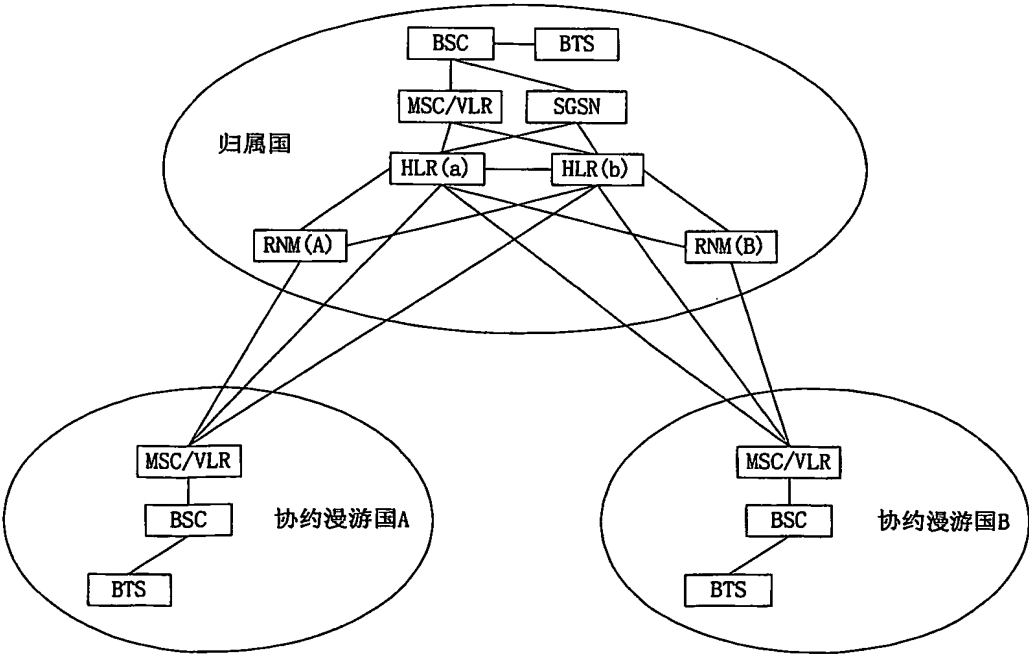 BSC
BTS
MSC/VLR
SGSN
归属国
HLR(a)
HLR(b)
RNM(A)
RNM(B)
MSC/VLR
BSC
协约漫游国A
BTS
MSC/VLR
BSC
协约漫游国B
BTS